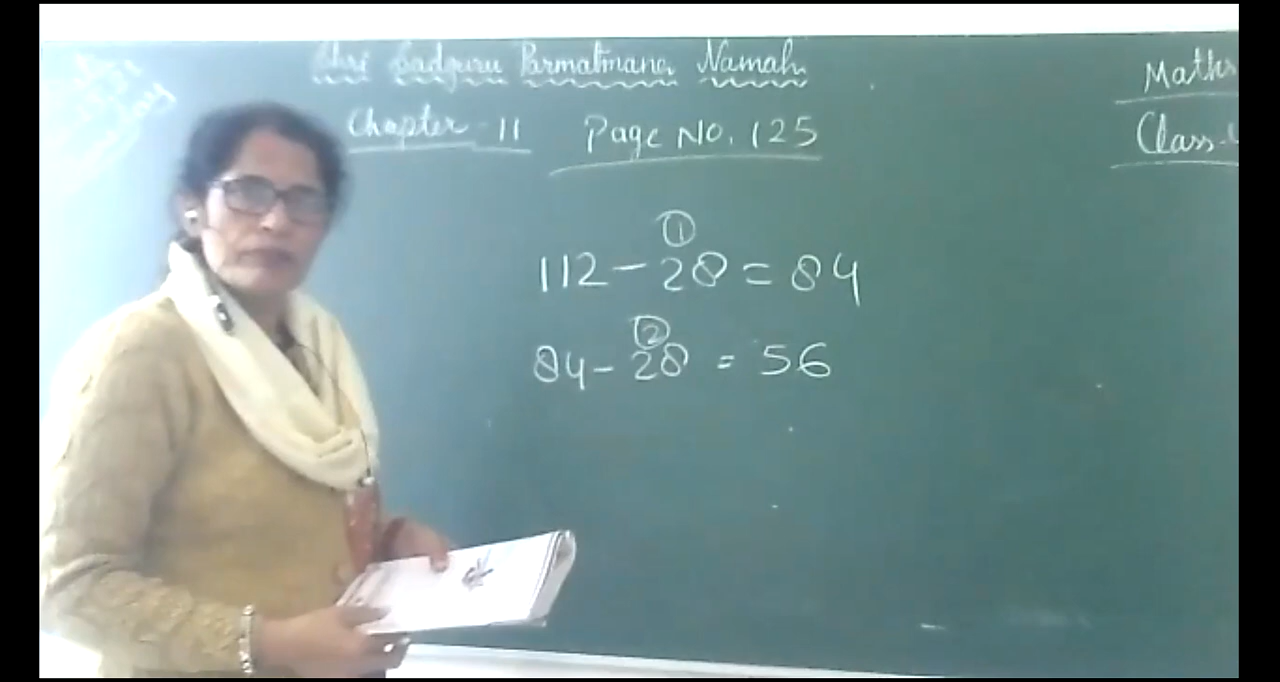 Shri Sadguru Parmatmane Namah
Maths
Chapter - 11 Page No. 125
Class-
①
112 - 28 = 84
②
84 - 28 = 56